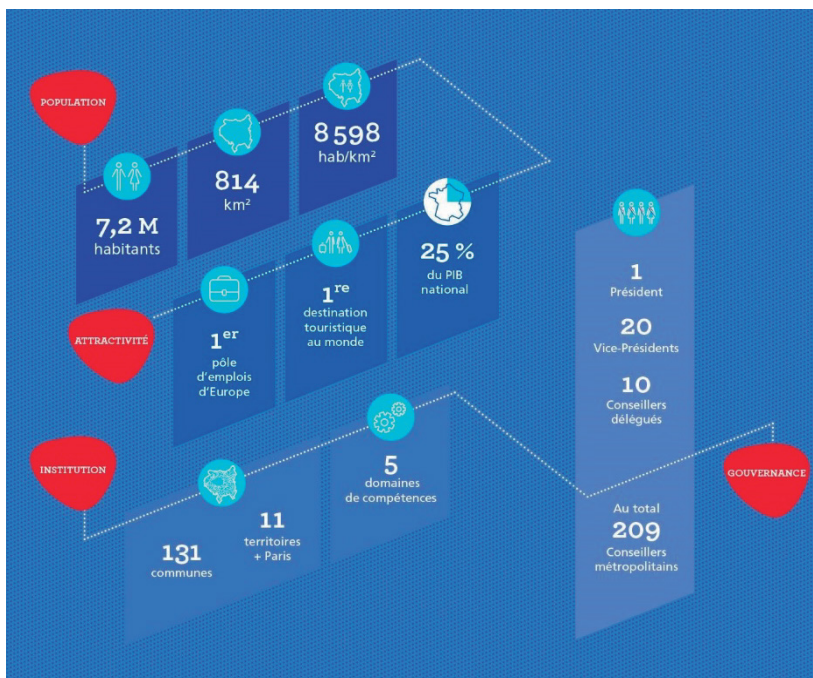 POPULATION
7,2 M
habitants
814
km²
8 598
hab/km²
ATTRACTIVITÉ
1er
pôle
d'emplois
d'Europe
1re
destination
touristique
au monde
25 %
du PIB
national
INSTITUTION
131
communes
11
territoires
+ Paris
5
domaines
de compétences
GOUVERNANCE
1
Président
20
Vice-Présidents
10
Conseillers
délégués
Au total
209
Conseillers
métropolitains